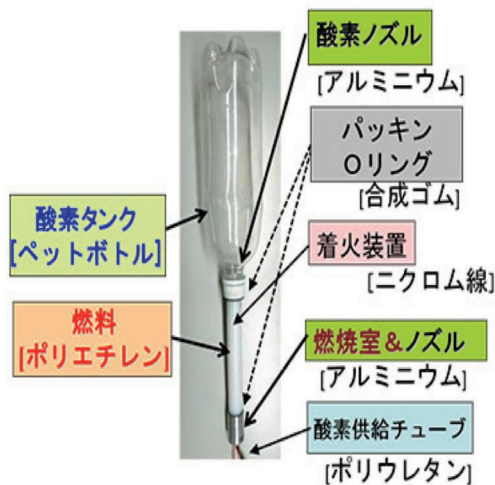 酸素ノズル
[アルミニウム]
パッキン
Oリング
[合成ゴム]
酸素タンク
[ペットボトル]
着火装置
[ニクロム線]
燃料
[ポリエチレン]
燃焼室&ノズル
[アルミニウム]
酸素供給チューブ
[ポリウレタン]